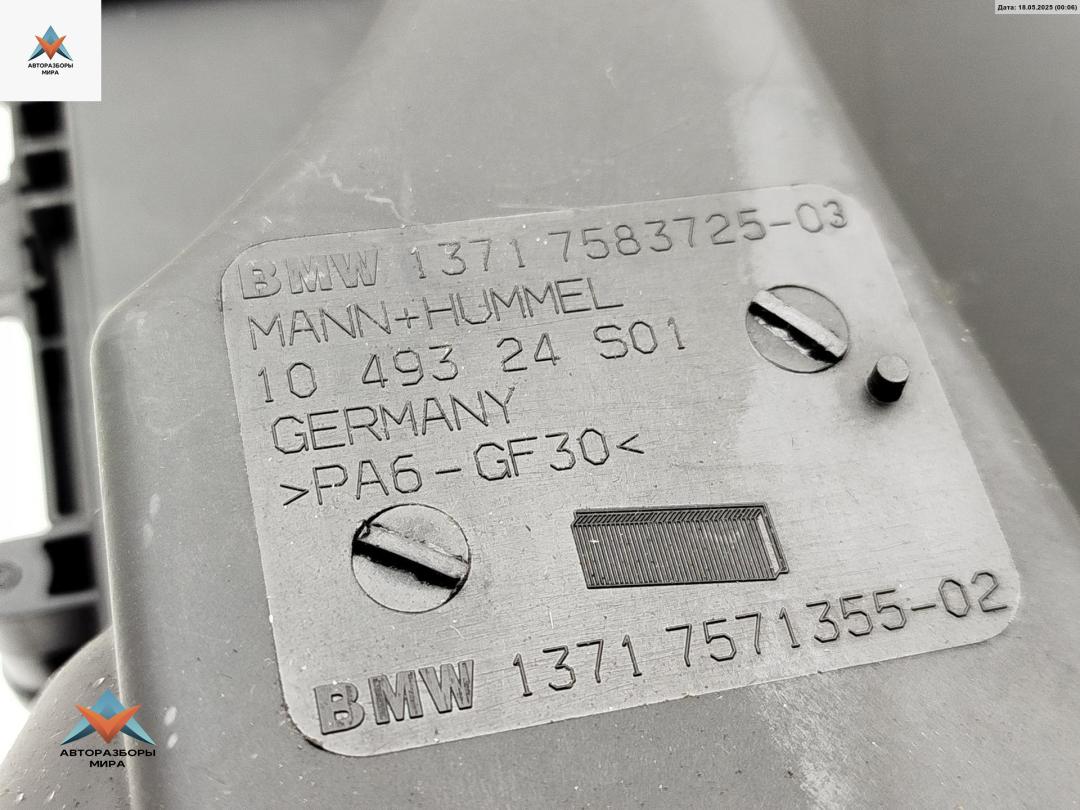 Дата: 18.05.2025 (00:06)
АВТОРАЗБОРЫ
МИРА
BMW 1371 7583725-03
MANN+HUMMEL
10 493 24 S01
GERMANY
>PA6-GF30<
BMW 1371 7571355-02
АВТОРАЗБОРЫ
МИРА